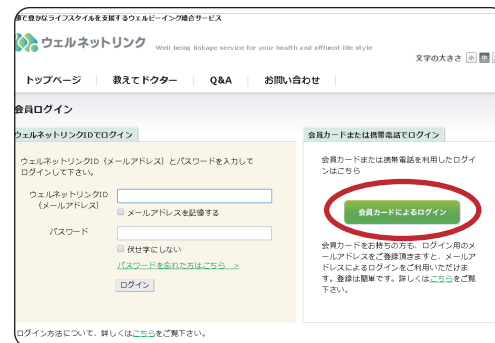 康で豊かなライフスタイルを支援するウェルビーイング総合サービス
ウェルネットリンク Well being linkage service for your health and affluent life style
文字の大きさ 小 中
トップページ 教えてドクター Q&A お問い合わせ
会員ログイン
ウェルネットリンクIDでログイン
ウェルネットリンクID（メールアドレス）とパスワードを入力して
ログインして下さい。
ウェルネットリンクID
（メールアドレス）
メールアドレスを記憶する
パスワード
伏せ字にしない
パスワードを忘れた方はこちら ＞
ログイン
会員カードまたは携帯電話でログイン
会員カードまたは携帯電話を利用したログイ
ンはこちら
会員カードによるログイン
会員カードをお持ちの方も、ログイン用のメ
ールアドレスをご登録頂きますと、メールア
ドレスによるログインをご利用いただけま
す。登録は簡単です。詳しくはこちらをご覧
下さい。
ログイン方法について、詳しくはこちらをご覧下さい。